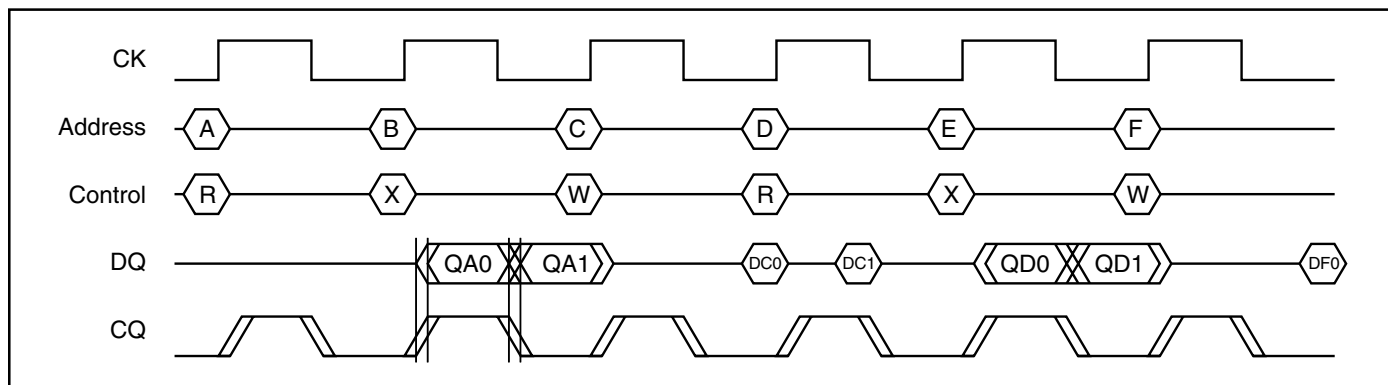 CK
Address A B C D E F
Control R X W R X W
DQ QA0 QA1 DC0 DC1 QD0 QD1 DF0
CQ